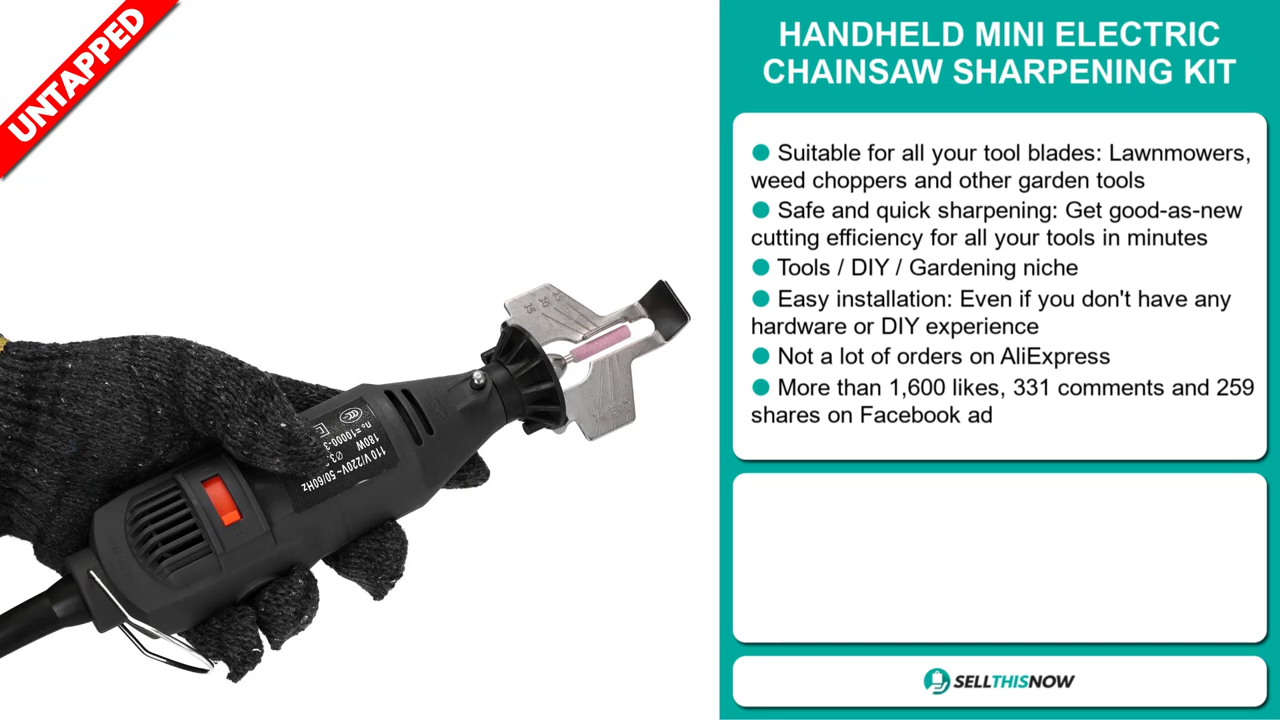 UNTAPPED
HANDHELD MINI ELECTRIC
CHAINSAW SHARPENING KIT
Suitable for all your tool blades: Lawnmowers,
weed choppers and other garden tools
Safe and quick sharpening: Get good-as-new
cutting efficiency for all your tools in minutes
Tools / DIY / Gardening niche
Easy installation: Even if you don't have any
hardware or DIY experience
Not a lot of orders on AliExpress
More than 1,600 likes, 331 comments and 259
shares on Facebook ad
110 V/220V~ 50/60Hz
180W
SELLTHISNOW